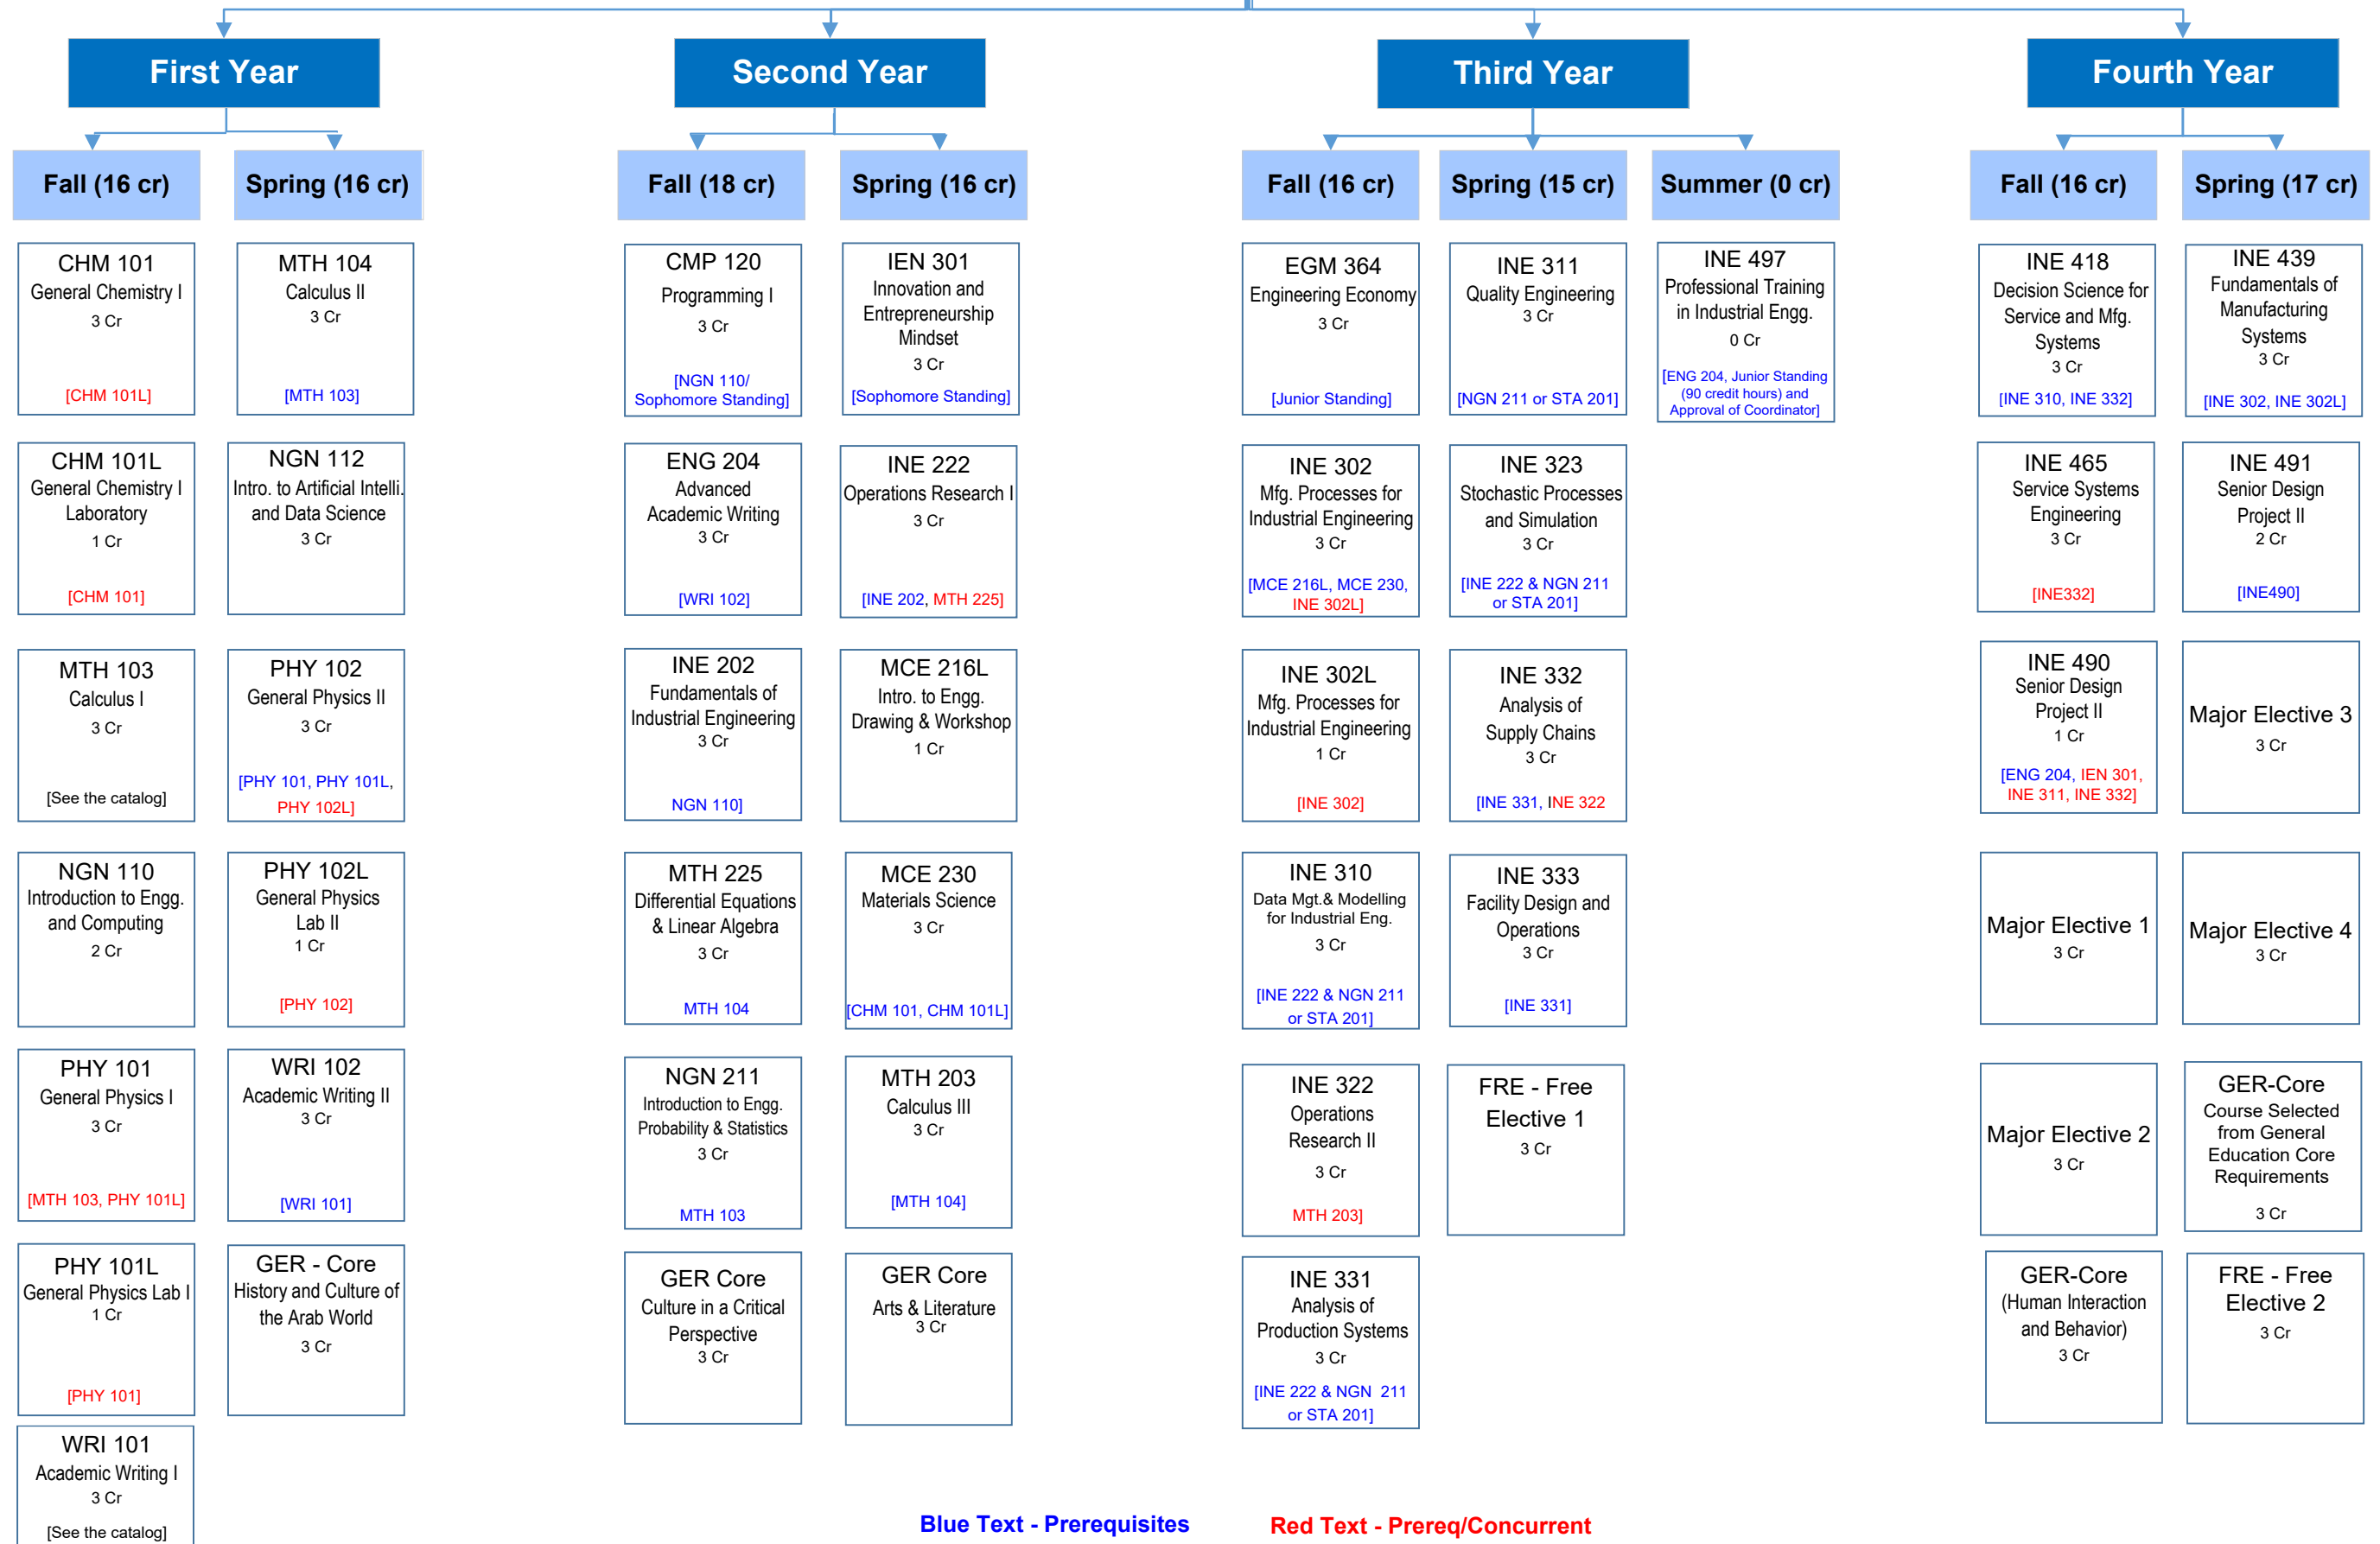 First Year
Second Year
Third Year
Fourth Year
Fall (16 cr)
Spring (16 cr)
Fall (18 cr)
Spring (16 cr)
Fall (16 cr)
Spring (15 cr)
Summer (0 cr)
Fall (16 cr)
Spring (17 cr)
CHM 101
General Chemistry I
3 Cr
[CHM 101L]
CHM 101L
General Chemistry I
Laboratory
1 Cr
[CHM 101]
MTH 103
Calculus I
3 Cr
[See the catalog]
NGN 110
Introduction to Engg.
and Computing
2 Cr
PHY 101
General Physics I
3 Cr
[MTH 103, PHY 101L]
PHY 101L
General Physics Lab I
1 Cr
[PHY 101]
WRI 101
Academic Writing I
3 Cr
[See the catalog]
MTH 104
Calculus II
3 Cr
[MTH 103]
NGN 112
Intro. to Artificial Intelli.
and Data Science
3 Cr
PHY 102
General Physics II
3 Cr
[PHY 101, PHY 101L,
PHY 102L]
PHY 102L
General Physics
Lab II
1 Cr
[PHY 102]
WRI 102
Academic Writing II
3 Cr
[WRI 101]
GER - Core
History and Culture of
the Arab World
3 Cr
CMP 120
Programming I
3 Cr
[NGN 110/
Sophomore Standing]
ENG 204
Advanced
Academic Writing
3 Cr
[WRI 102]
INE 202
Fundamentals of
Industrial Engineering
3 Cr
NGN 110]
MTH 225
Differential Equations
& Linear Algebra
3 Cr
MTH 104
NGN 211
Introduction to Engg.
Probability & Statistics
3 Cr
MTH 103
GER Core
Culture in a Critical
Perspective
3 Cr
IEN 301
Innovation and
Entrepreneurship
Mindset
3 Cr
[Sophomore Standing]
INE 222
Operations Research I
3 Cr
[INE 202, MTH 225]
MCE 216L
Intro. to Engg.
Drawing & Workshop
1 Cr
MCE 230
Materials Science
3 Cr
[CHM 101, CHM 101L]
MTH 203
Calculus III
3 Cr
[MTH 104]
GER Core
Arts & Literature
3 Cr
EGM 364
Engineering Economy
3 Cr
[Junior Standing]
INE 302
Mfg. Processes for
Industrial Engineering
3 Cr
[MCE 216L, MCE 230,
INE 302L]
INE 302L
Mfg. Processes for
Industrial Engineering
1 Cr
[INE 302]
INE 310
Data Mgt.& Modelling
for Industrial Eng.
3 Cr
[INE 222 & NGN 211
or STA 201]
INE 322
Operations
Research II
3 Cr
MTH 203]
INE 331
Analysis of
Production Systems
3 Cr
[INE 222 & NGN 211
or STA 201]
INE 311
Quality Engineering
3 Cr
[NGN 211 or STA 201]
INE 323
Stochastic Processes
and Simulation
3 Cr
[INE 222 & NGN 211
or STA 201]
INE 332
Analysis of
Supply Chains
3 Cr
[INE 331, INE 322
INE 333
Facility Design and
Operations
3 Cr
[INE 331]
FRE - Free
Elective 1
3 Cr
INE 497
Professional Training
in Industrial Engg.
0 Cr
[ENG 204, Junior Standing
(90 credit hours) and
Approval of Coordinator]
INE 418
Decision Science for
Service and Mfg.
Systems
3 Cr
[INE 310, INE 332]
INE 465
Service Systems
Engineering
3 Cr
[INE332]
INE 490
Senior Design
Project II
1 Cr
[ENG 204, IEN 301,
INE 311, INE 332]
Major Elective 1
3 Cr
Major Elective 2
3 Cr
GER-Core
(Human Interaction
and Behavior)
3 Cr
INE 439
Fundamentals of
Manufacturing
Systems
3 Cr
[INE 302, INE 302L]
INE 491
Senior Design
Project II
2 Cr
[INE490]
Major Elective 3
3 Cr
Major Elective 4
3 Cr
GER-Core
Course Selected
from General
Education Core
Requirements
3 Cr
FRE - Free
Elective 2
3 Cr
Blue Text - Prerequisites
Red Text - Prereq/Concurrent